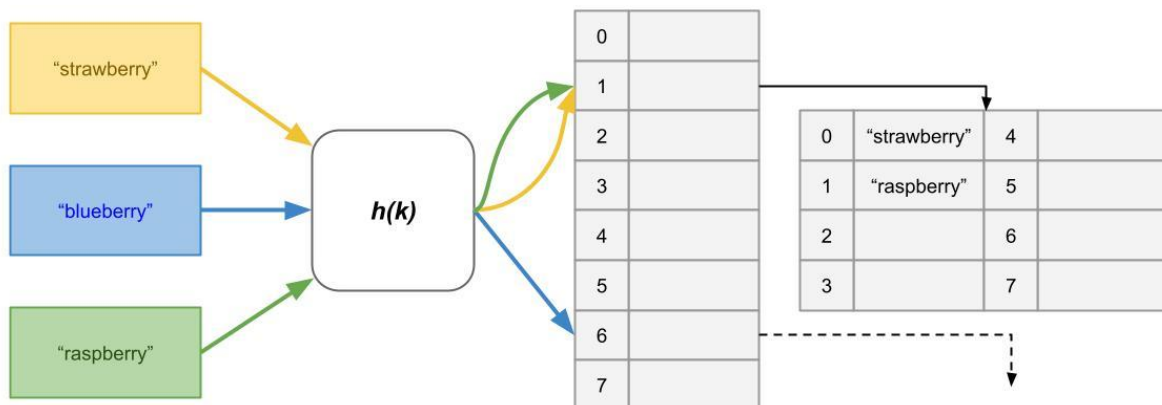 “strawberry”
“blueberry”
“raspberry”
h(k)
0
1
2
3
4
5
6
7
0 “strawberry” 4
1 “raspberry” 5
2 6
3 7